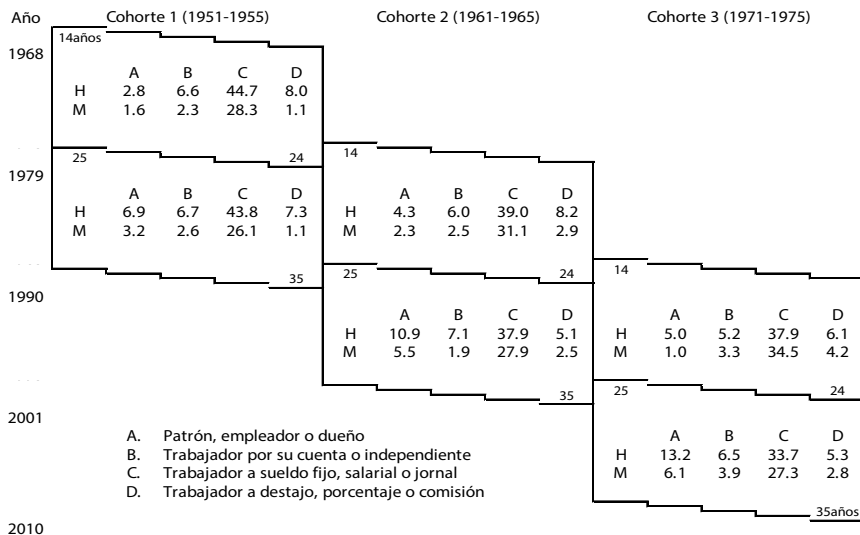 Año Cohorte 1 (1951-1955) Cohorte 2 (1961-1965) Cohorte 3 (1971-1975)
14años
1968
A B C D
H 2.8 6.6 44.7 8.0
M 1.6 2.3 28.3 1.1
25 24 14
1979
A B C D A B C D
H 6.9 6.7 43.8 7.3 H 4.3 6.0 39.0 8.2
M 3.2 2.6 26.1 1.1 M 2.3 2.5 31.1 2.9
35 25 24 14
1990
A B C D A B C D
H 10.9 7.1 37.9 5.1 H 5.0 5.2 37.9 6.1
M 5.5 1.9 27.9 2.5 M 1.0 3.3 34.5 4.2
35 25 24
2001
A. Patrón, empleador o dueño A B C D
B. Trabajador por su cuenta o independiente H 13.2 6.5 33.7 5.3
C. Trabajador a sueldo fijo, salarial o jornal M 6.1 3.9 27.3 2.8
D. Trabajador a destajo, porcentaje o comisión
35años
2010